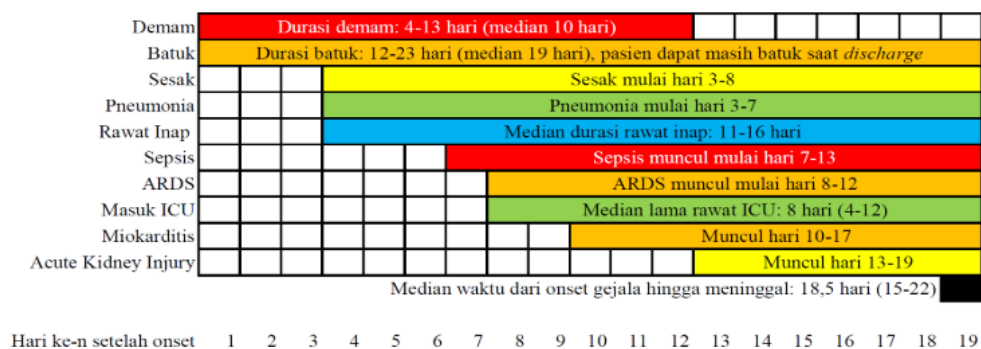 Demam Durasi demam: 4-13 hari (median 10 hari)
Batuk Durasi batuk: 12-23 hari (median 19 hari), pasien dapat masih batuk saat discharge
Sesak Sesak mulai hari 3-8
Pneumonia Pneumonia mulai hari 3-7
Rawat Inap Median durasi rawat inap: 11-16 hari
Sepsis Sepsis muncul mulai hari 7-13
ARDS ARDS muncul mulai hari 8-12
Masuk ICU Median lama rawat ICU: 8 hari (4-12)
Miokarditis Muncul hari 10-17
Acute Kidney Injury Muncul hari 13-19
Median waktu dari onset gejala hingga meninggal: 18,5 hari (15-22)
Hari ke-n setelah onset 1 2 3 4 5 6 7 8 9 10 11 12 13 14 15 16 17 18 19